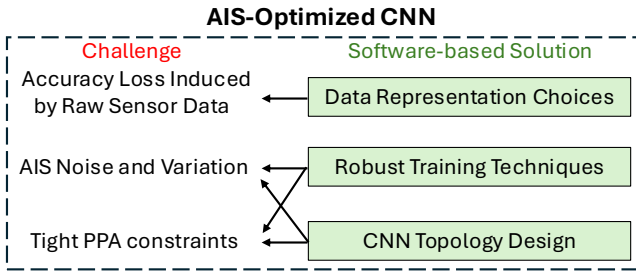 AIS-Optimized CNN
Challenge
Software-based Solution
Accuracy Loss Induced
by Raw Sensor Data
Data Representation Choices
AIS Noise and Variation
Robust Training Techniques
Tight PPA constraints
CNN Topology Design